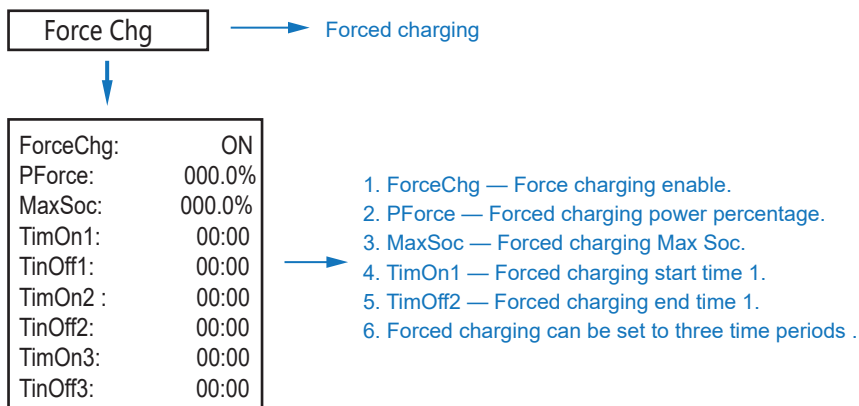 Force Chg
Forced charging
ForceChg: ON
PForce: 000.0%
MaxSoc: 000.0%
TimOn1: 00:00
TinOff1: 00:00
TimOn2 : 00:00
TinOff2: 00:00
TimOn3: 00:00
TinOff3: 00:00
1. ForceChg — Force charging enable.
2. PForce — Forced charging power percentage.
3. MaxSoc — Forced charging Max Soc.
4. TimOn1 — Forced charging start time 1.
5. TimOff2 — Forced charging end time 1.
6. Forced charging can be set to three time periods .